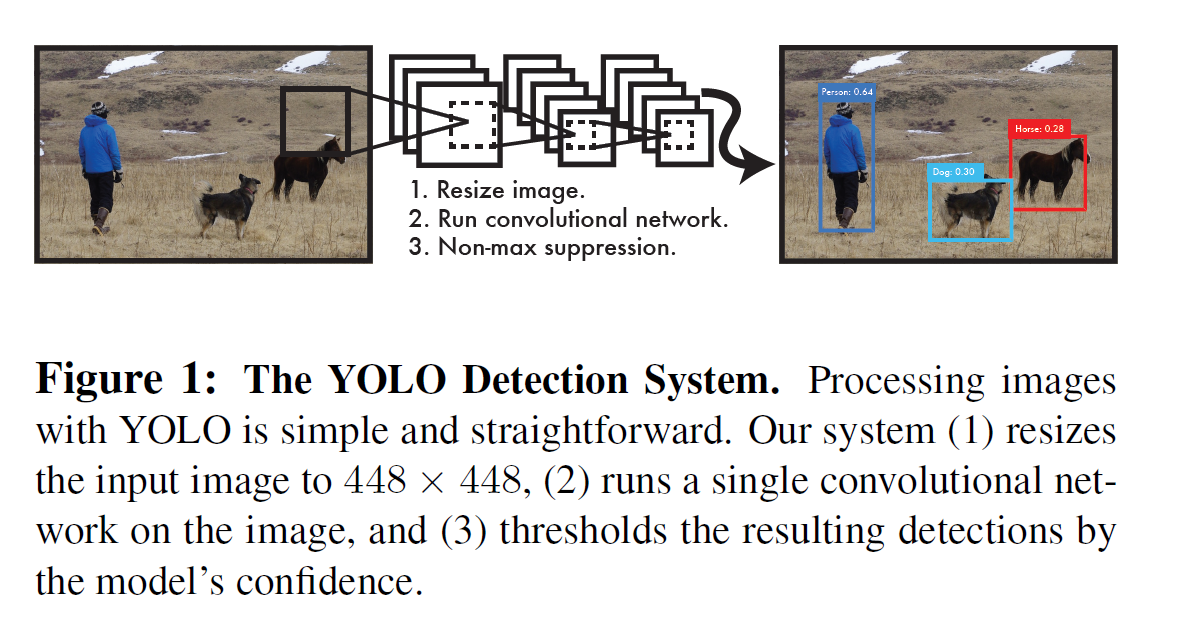 Person: 0.64
Horse: 0.28
Dog: 0.30
1. Resize image.
2. Run convolutional network.
3. Non-max suppression.
Figure 1: The YOLO Detection System. Processing images
with YOLO is simple and straightforward. Our system (1) resizes
the input image to 448 × 448, (2) runs a single convolutional net-
work on the image, and (3) thresholds the resulting detections by
the model’s confidence.